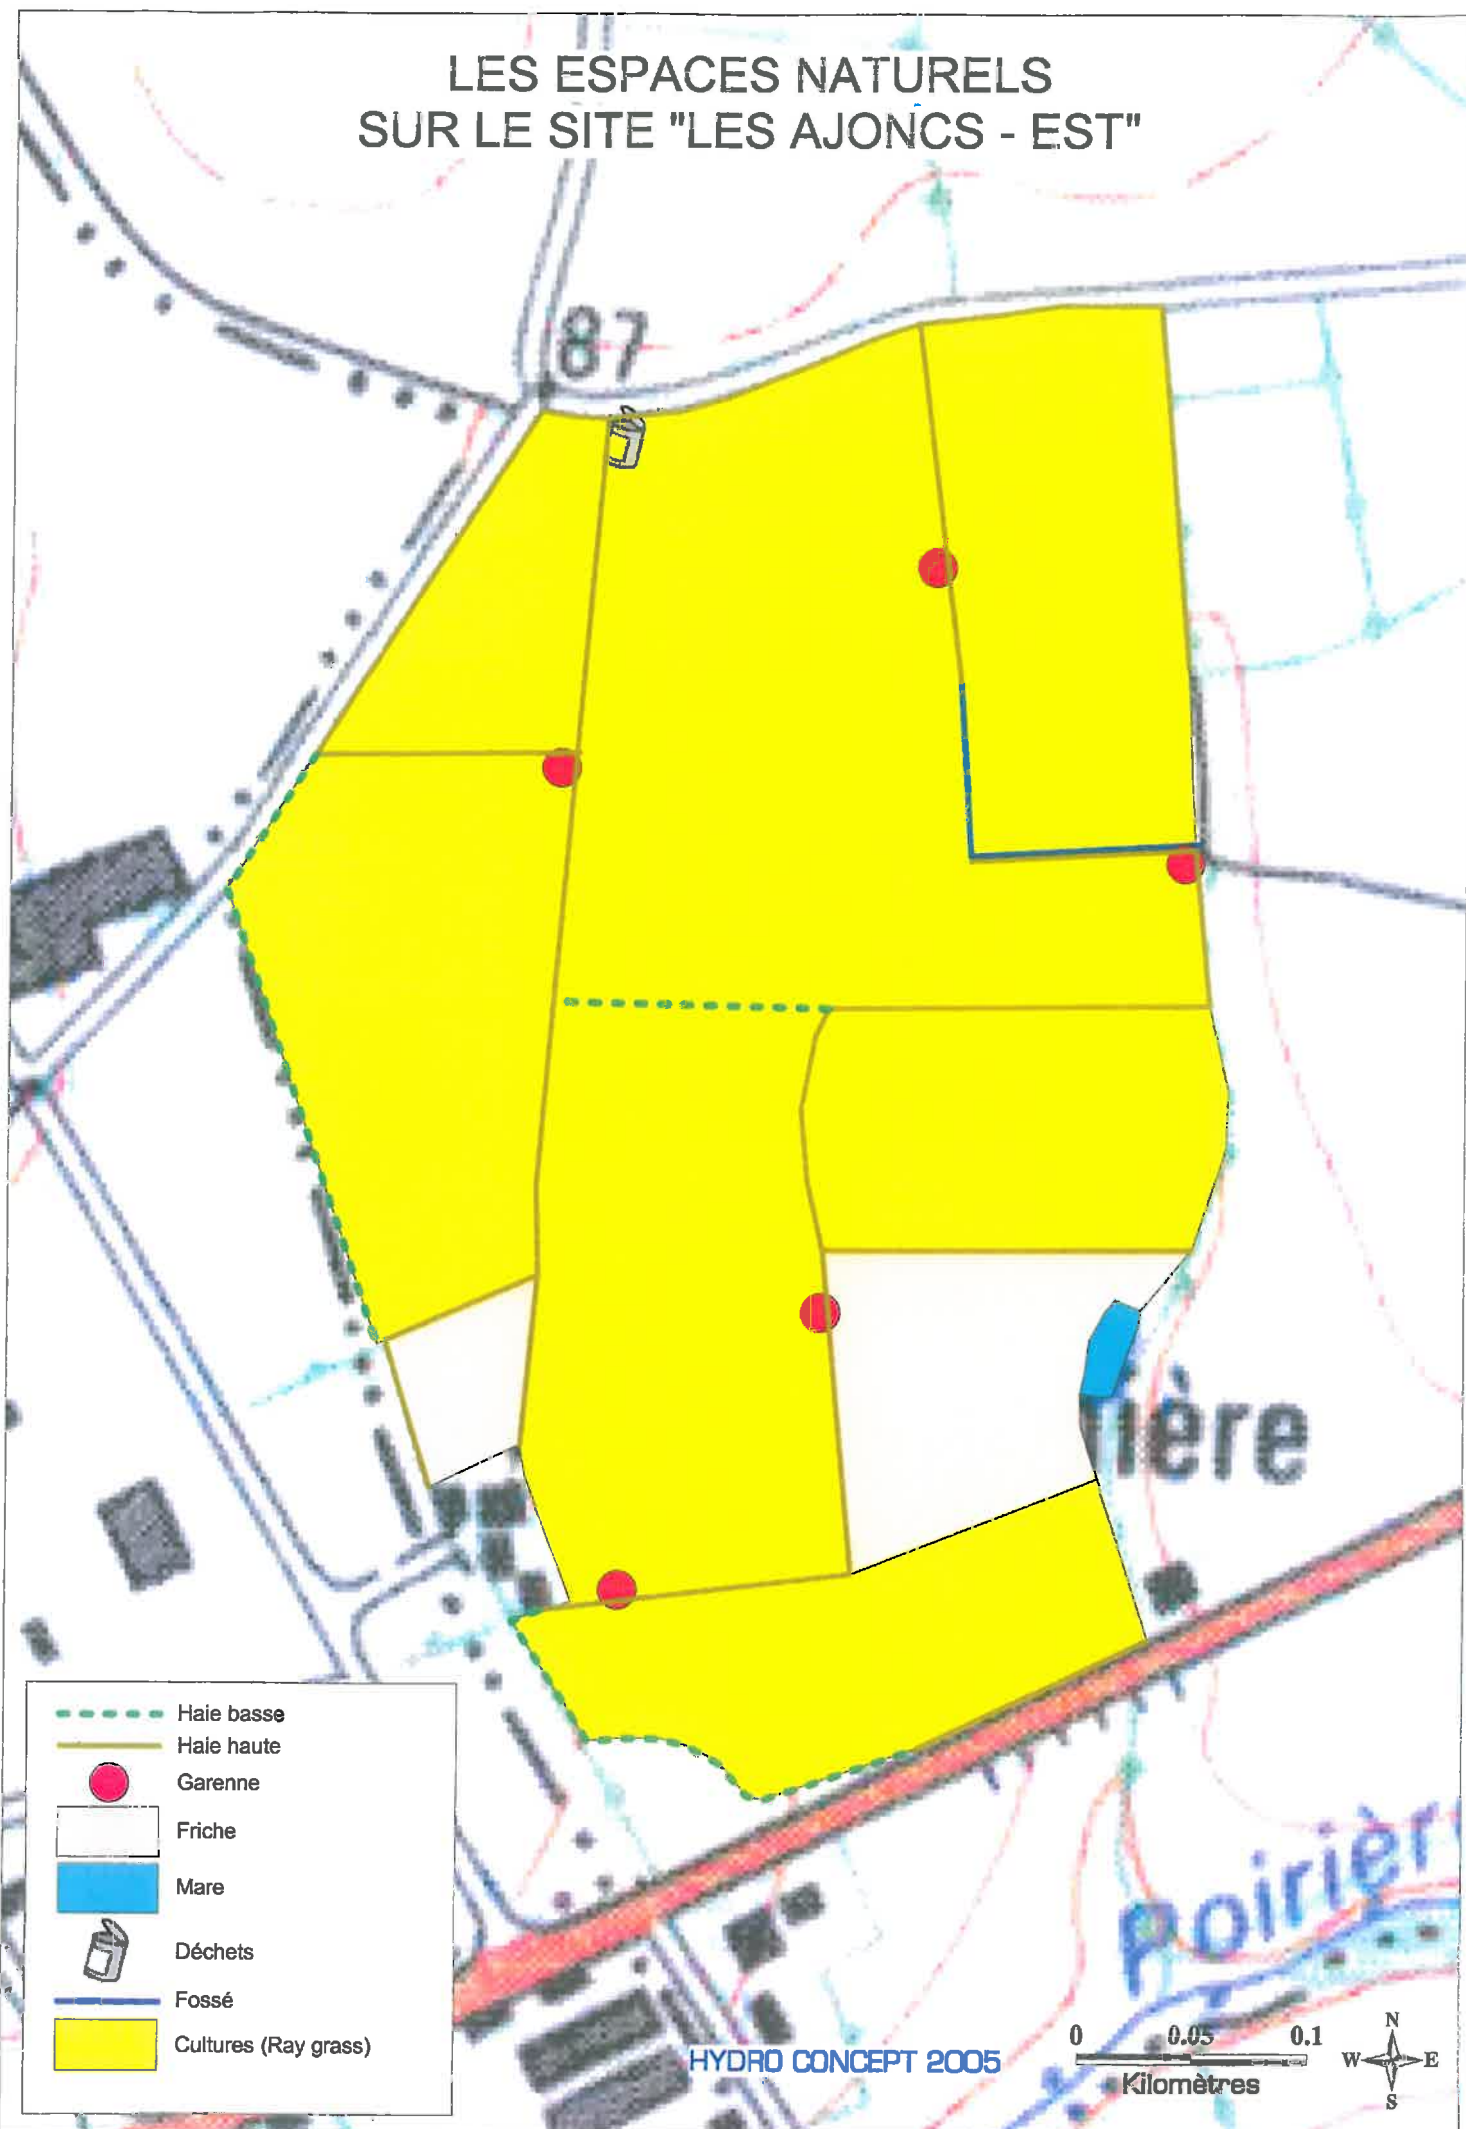 LES ESPACES NATURELS
SUR LE SITE "LES AJONCS - EST"
87
ière
Haie basse
Haie haute
Garenne
Friche
Mare
Déchets
Fossé
Cultures (Ray grass)
Poirièr
HYDRO CONCEPT 2005
0 0.05 0.1
Kilomètres
N
W E
S